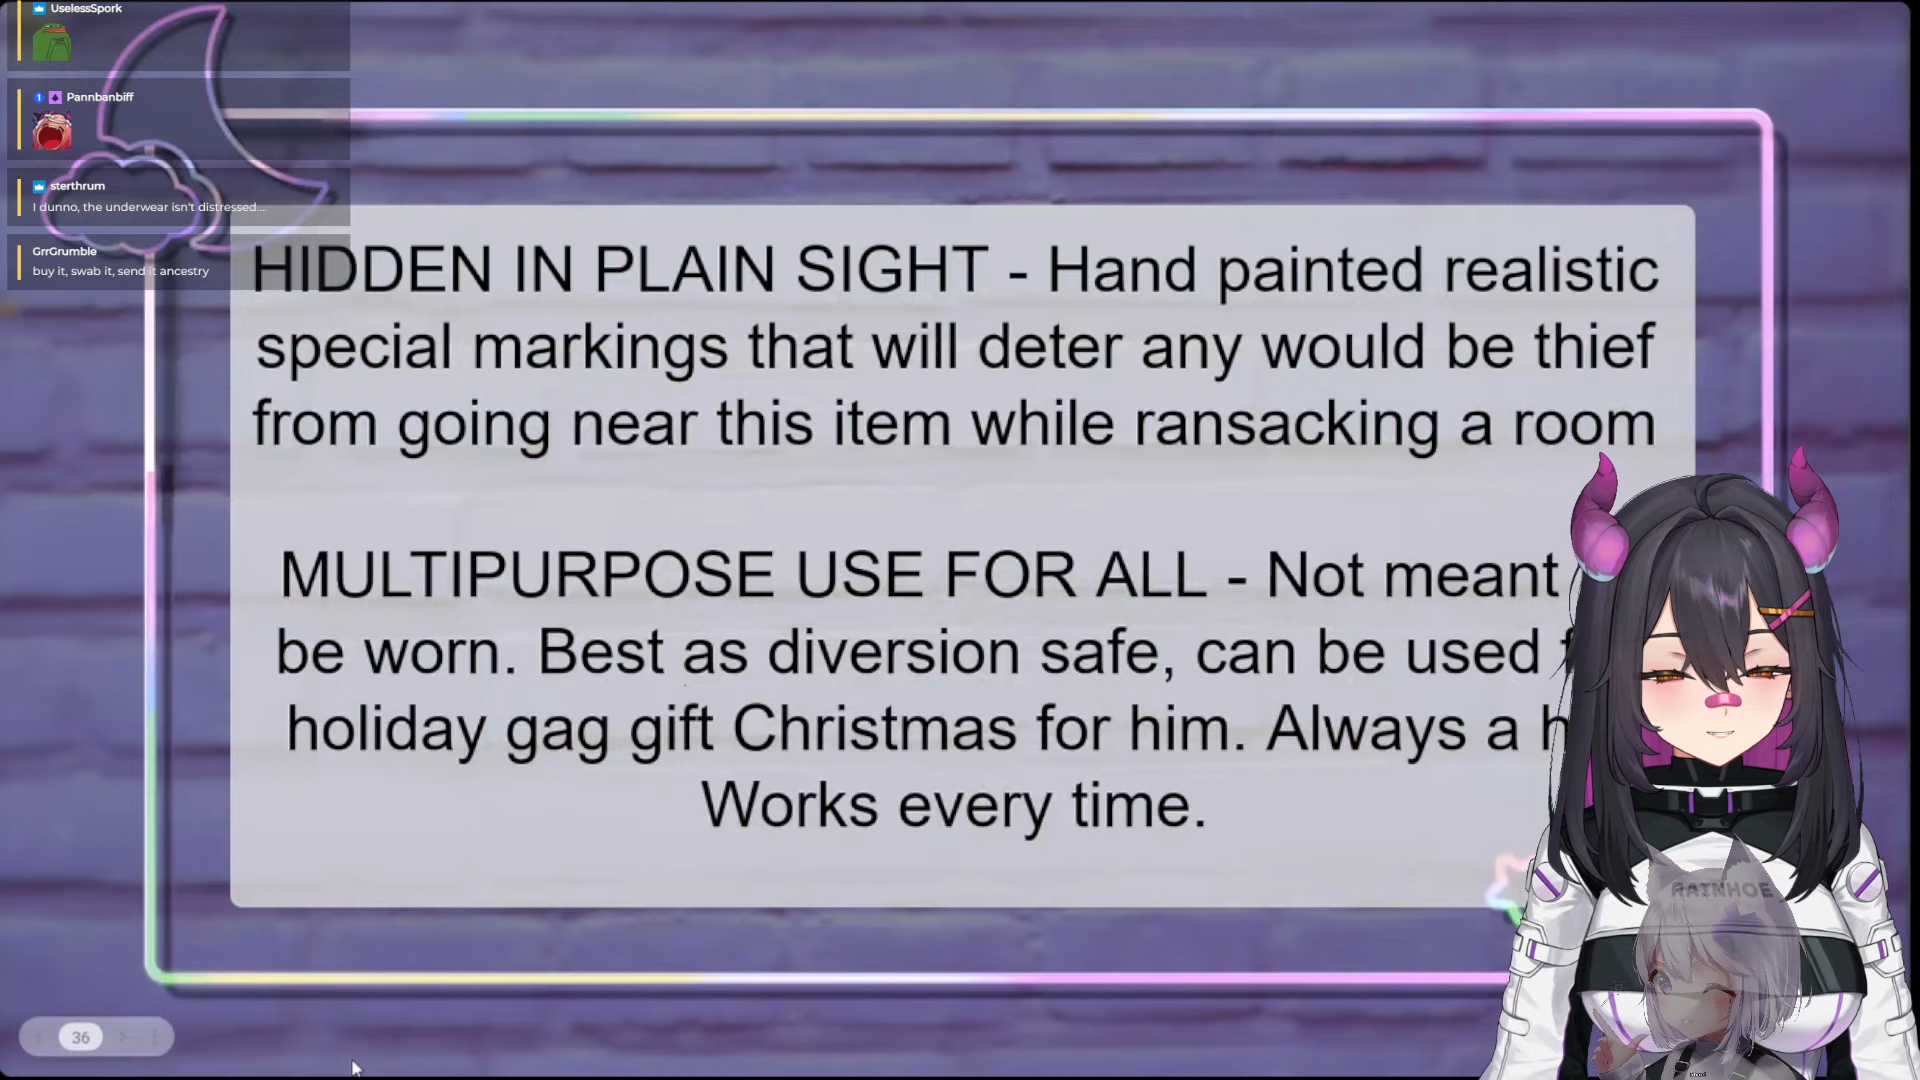 UselessSpork
1 Pannbanbiff
sterthrum
I dunno, the underwear isn't distressed....
GrrGrumble
buy it, swab it, send it ancestry
HIDDEN IN PLAIN SIGHT - Hand painted realistic
special markings that will deter any would be thief
from going near this item while ransacking a room
MULTIPURPOSE USE FOR ALL - Not meant
be worn. Best as diversion safe, can be used
holiday gag gift Christmas for him. Always a
Works every time.
RAINHOE
36